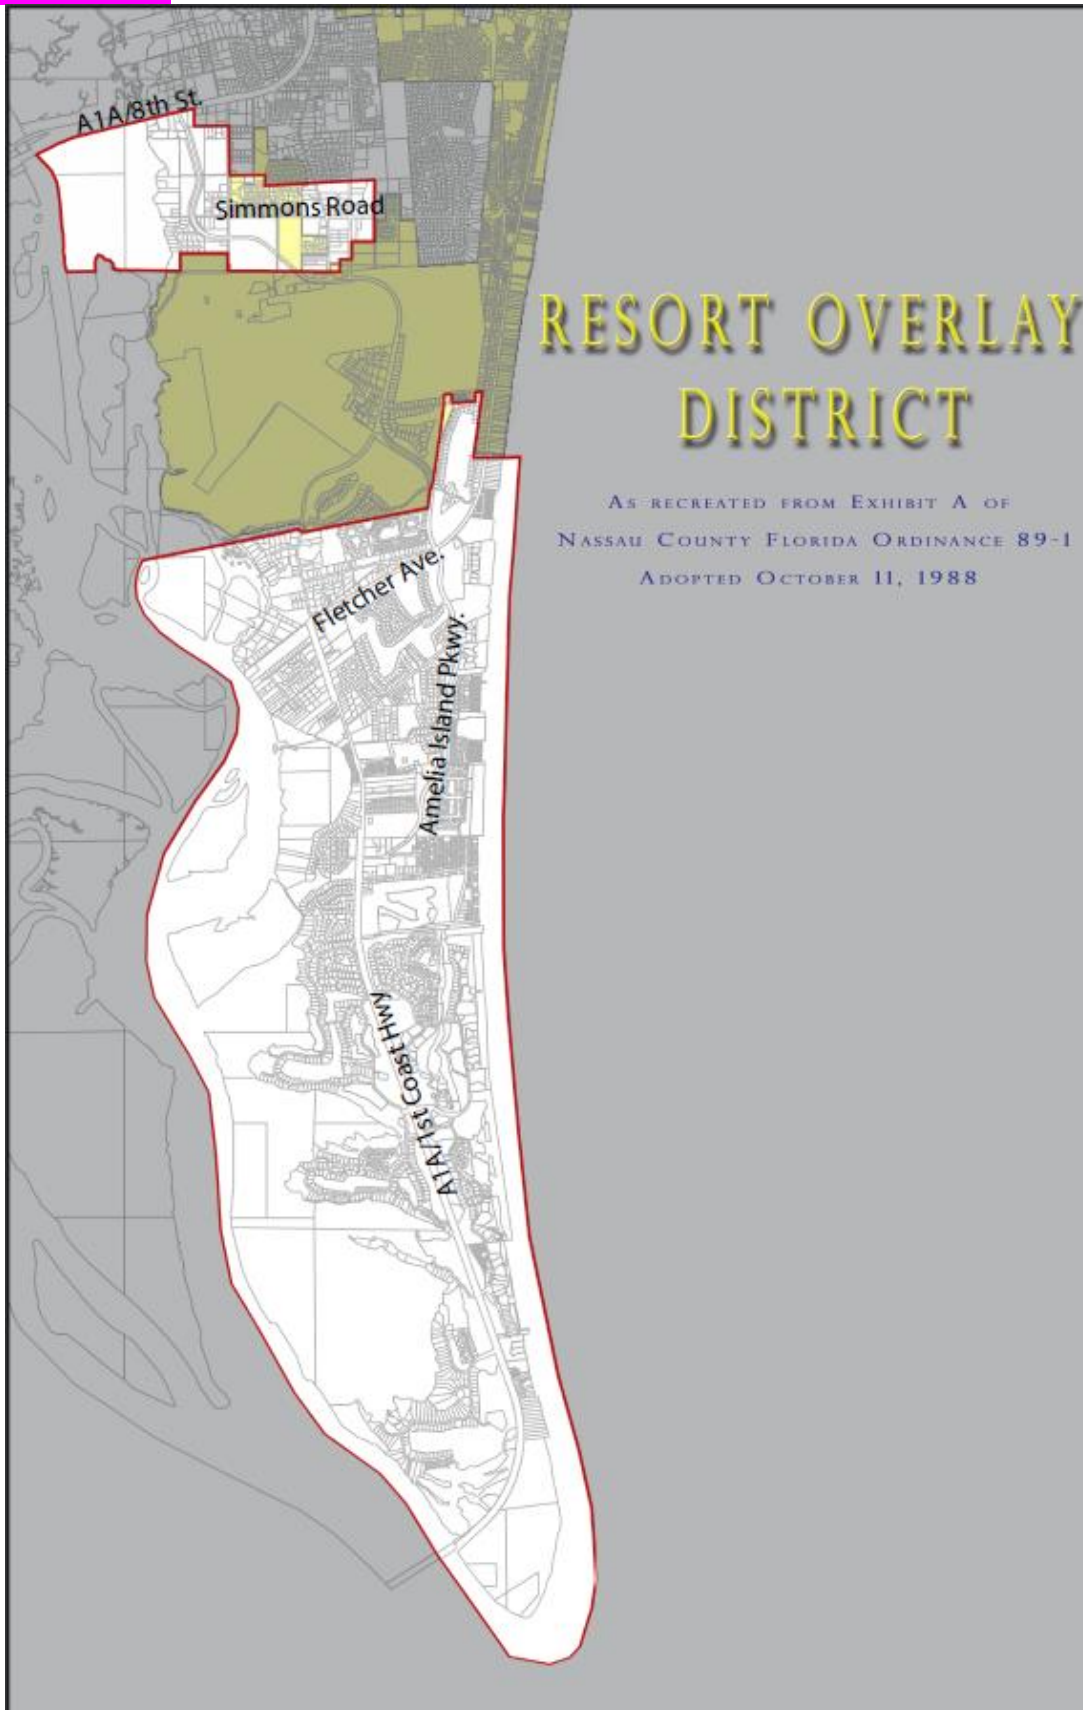 A1A/8th St.
Simmons Road
RESORT OVERLAY
DISTRICT
As recreated from Exhibit A of
Nassau County Florida Ordinance 89-1
Adopted October 11, 1988
Fletcher Ave.
Amelia Island Pkwy.
A1A/1st Coast Hwy